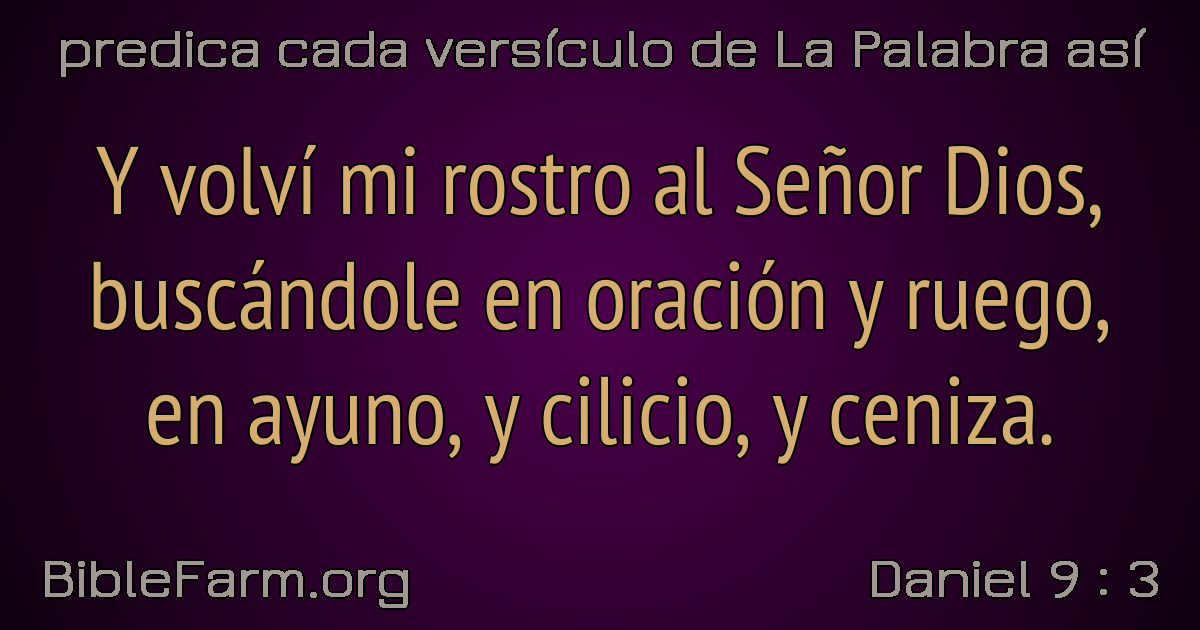 predica cada versículo de La Palabra así
Y volví mi rostro al Señor Dios,
buscándole en oración y ruego,
en ayuno, y cilicio, y ceniza.
BibleFarm.org
Daniel 9 : 3